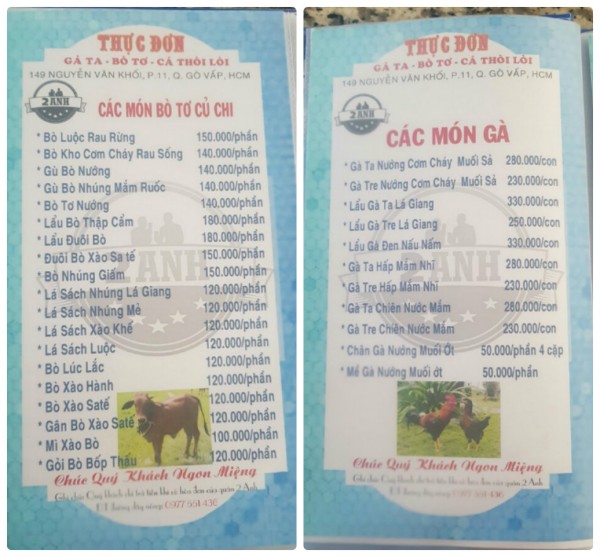 THỰC ĐƠN
GÀ TA - BÒ TƠ - CÁ THÒI LÒI
149 NGUYỄN VĂN KHỐI, P.11, Q. GÒ VẤP, HCM
2 ANH
CÁC MÓN BÒ TƠ CỦ CHI
* Bò Luộc Rau Rừng 150.000/phần
* Bò Kho Cơm Cháy Rau Sống 140.000/phần
* Gù Bò Nướng 140.000/phần
* Gù Bò Nhúng Mắm Ruốc 140.000/phần
* Bò Tơ Nướng 140.000/phần
* Lẩu Bò Thập Cẩm 180.000/phần
* Lẩu Đuôi Bò 180.000/phần
* Đuôi Bò Xào Sa tế 150.000/phần
* Bò Nhúng Giấm 150.000/phần
* Lá Sách Nhúng Lá Giang 120.000/phần
* Lá Sách Nhúng Mẻ 120.000/phần
* Lá Sách Xào Khế 120.000/phần
* Lá Sách Luộc 120.000/phần
* Bò Lúc Lắc 120.000/phần
* Bò Xào Hành 120.000/phần
* Bò Xào Satế 120.000/phần
* Gân Bò Xào Satế 120.000/phần
* Mì Xào Bò 100.000/phần
* Gỏi Bò Bốp Thấu 120.000/phần
2 ANH
Chúc Quý Khách Ngon Miệng
0977 591 436
THỰC ĐƠN
GÀ TA - BÒ TƠ - CÁ THÒI LÒI
149 NGUYỄN VĂN KHỐI, P.11, Q. GÒ VẤP, HCM
2 ANH
CÁC MÓN GÀ
* Gà Ta Nướng Cơm Cháy Muối Sả 280.000/con
* Gà Tre Nướng Cơm Cháy Muối Sả 230.000/con
* Lẩu Gà Ta Lá Giang 330.000/con
* Lẩu Gà Tre Lá Giang 250.000/con
* Lẩu Gà Đen Nấu Nấm 330.000/con
* Gà Ta Hấp Mắm Nhĩ 280.000/con
* Gà Tre Hấp Mắm Nhĩ 230.000/con
* Gà Ta Chiên Nước Mắm 280.000/con
* Gà Tre Chiên Nước Mắm 230.000/con
* Chân Gà Nướng Muối Ớt 50.000/phần 4 cặp
* Mề Gà Nướng Muối ớt 50.000/phần
2 ANH
Chúc Quý Khách Ngon Miệng
0977 591 436